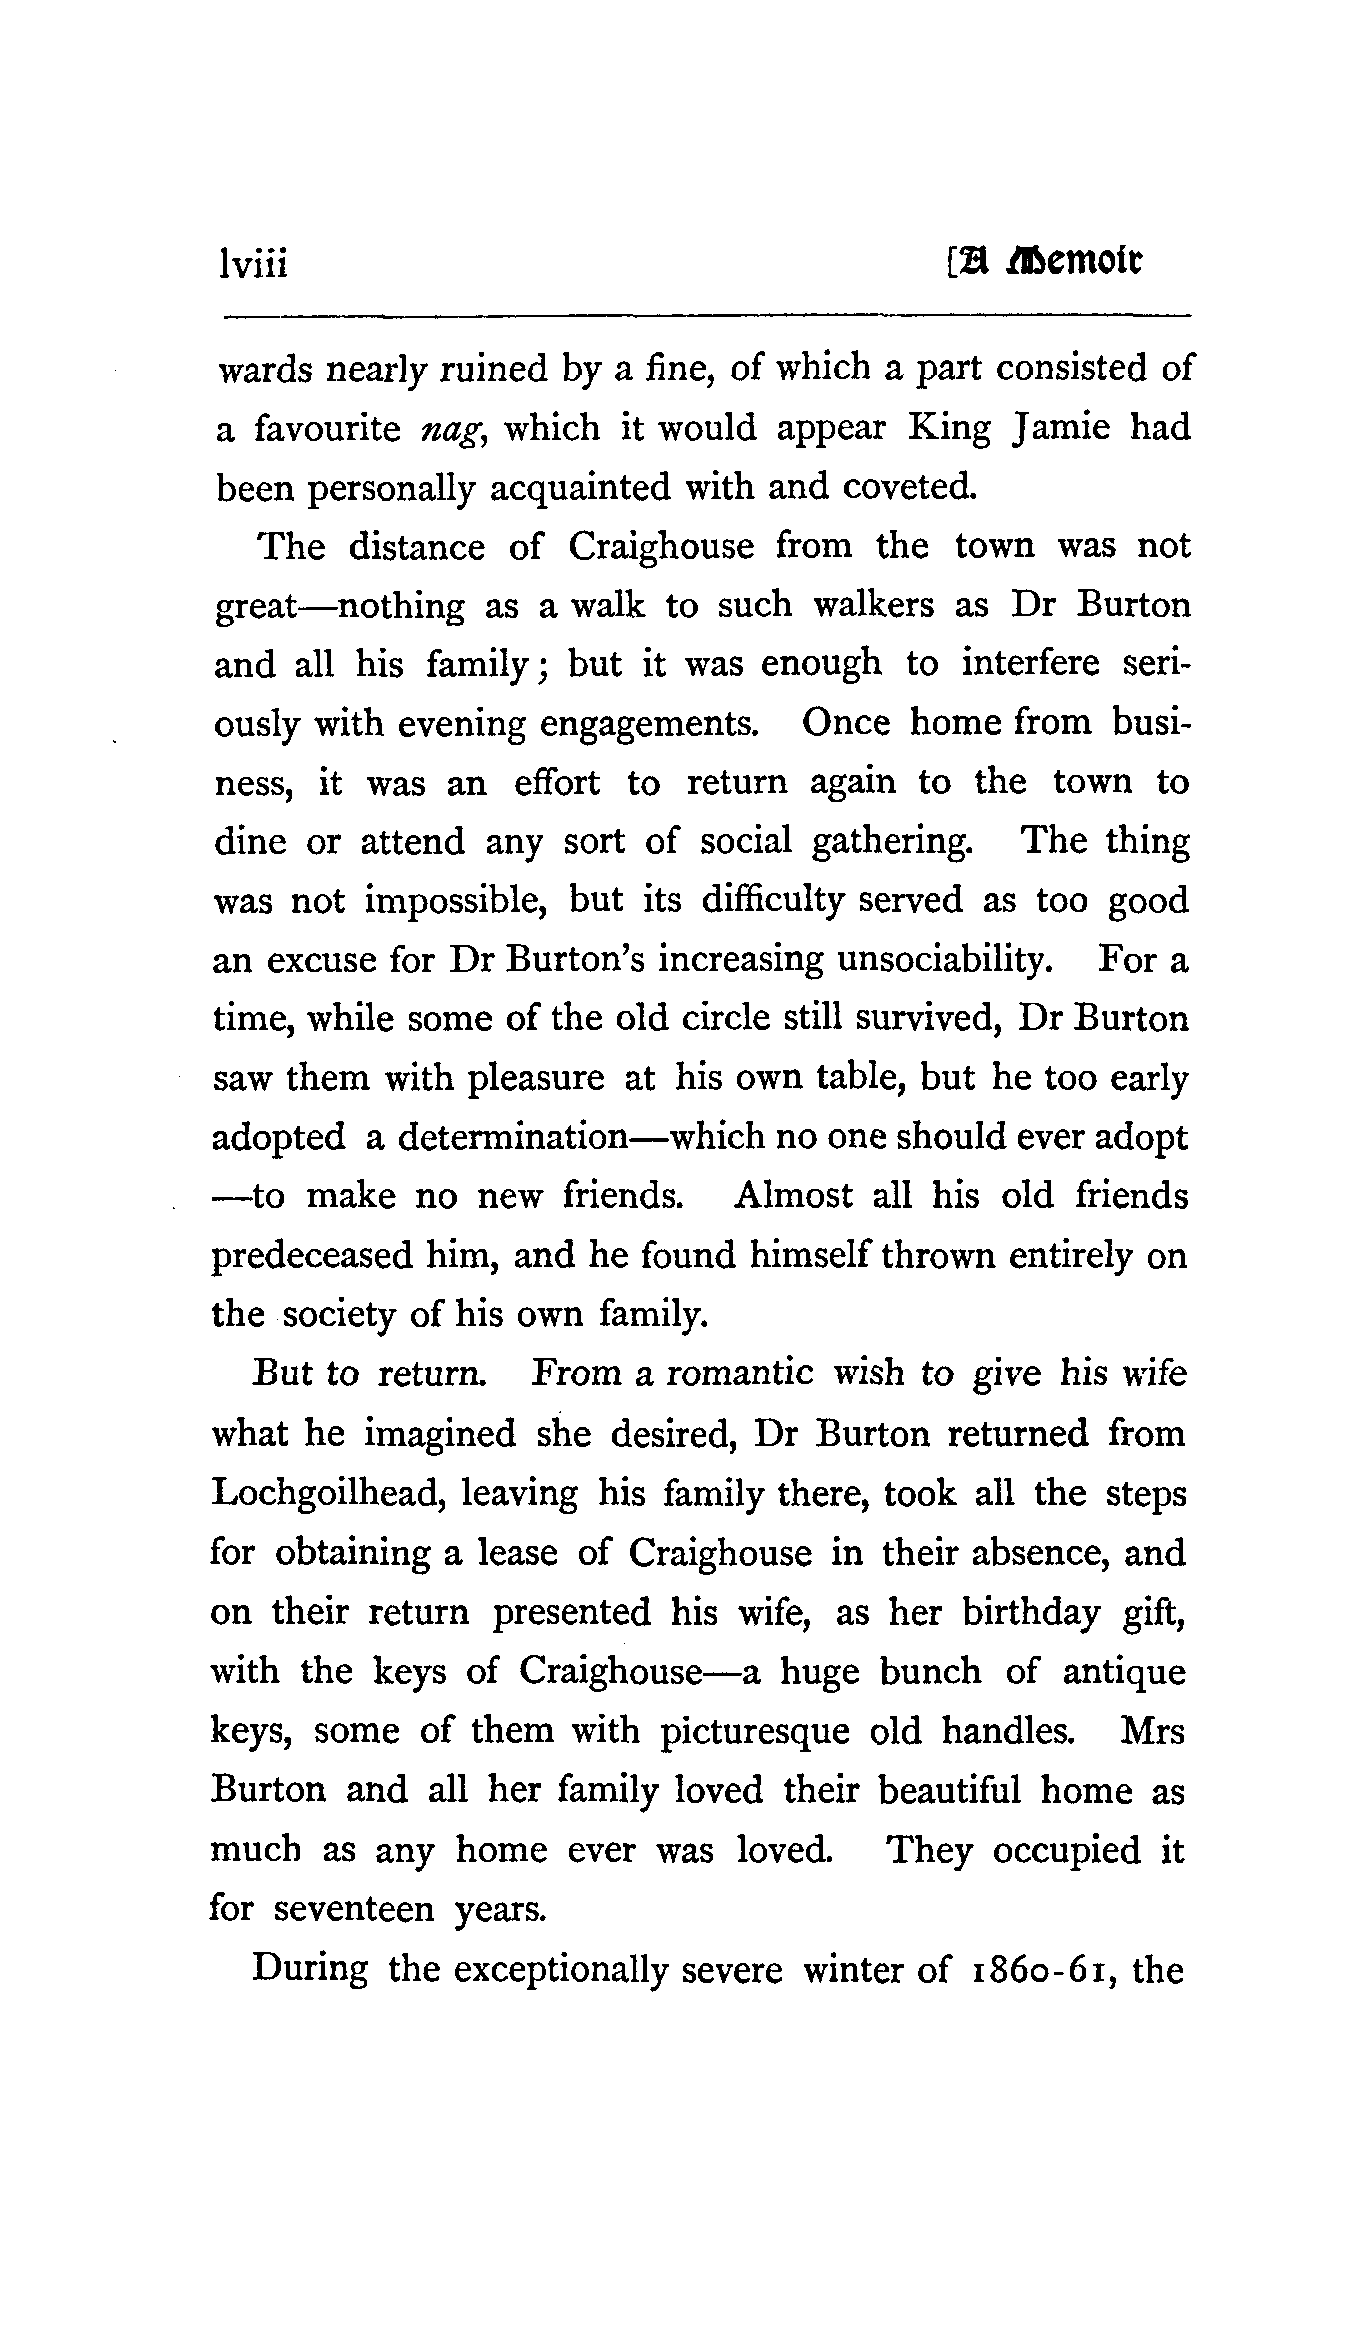 lviii [A Memoir
wards nearly ruined by a fine, of which a part consisted of
a favourite nag, which it would appear King Jamie had
been personally acquainted with and coveted.
The distance of Craighouse from the town was not
great—nothing as a walk to such walkers as Dr Burton
and all his family; but it was enough to interfere seri-
ously with evening engagements. Once home from busi-
ness, it was an effort to return again to the town to
dine or attend any sort of social gathering. The thing
was not impossible, but its difficulty served as too good
an excuse for Dr Burton's increasing unsociability. For a
time, while some of the old circle still survived, Dr Burton
saw them with pleasure at his own table, but he too early
adopted a determination—which no one should ever adopt
—to make no new friends. Almost all his old friends
predeceased him, and he found himself thrown entirely on
the society of his own family.
But to return. From a romantic wish to give his wife
what he imagined she desired, Dr Burton returned from
Lochgoilhead, leaving his family there, took all the steps
for obtaining a lease of Craighouse in their absence, and
on their return presented his wife, as her birthday gift,
with the keys of Craighouse—a huge bunch of antique
keys, some of them with picturesque old handles. Mrs
Burton and all her family loved their beautiful home as
much as any home ever was loved. They occupied it
for seventeen years.
During the exceptionally severe winter of 1860-61, the